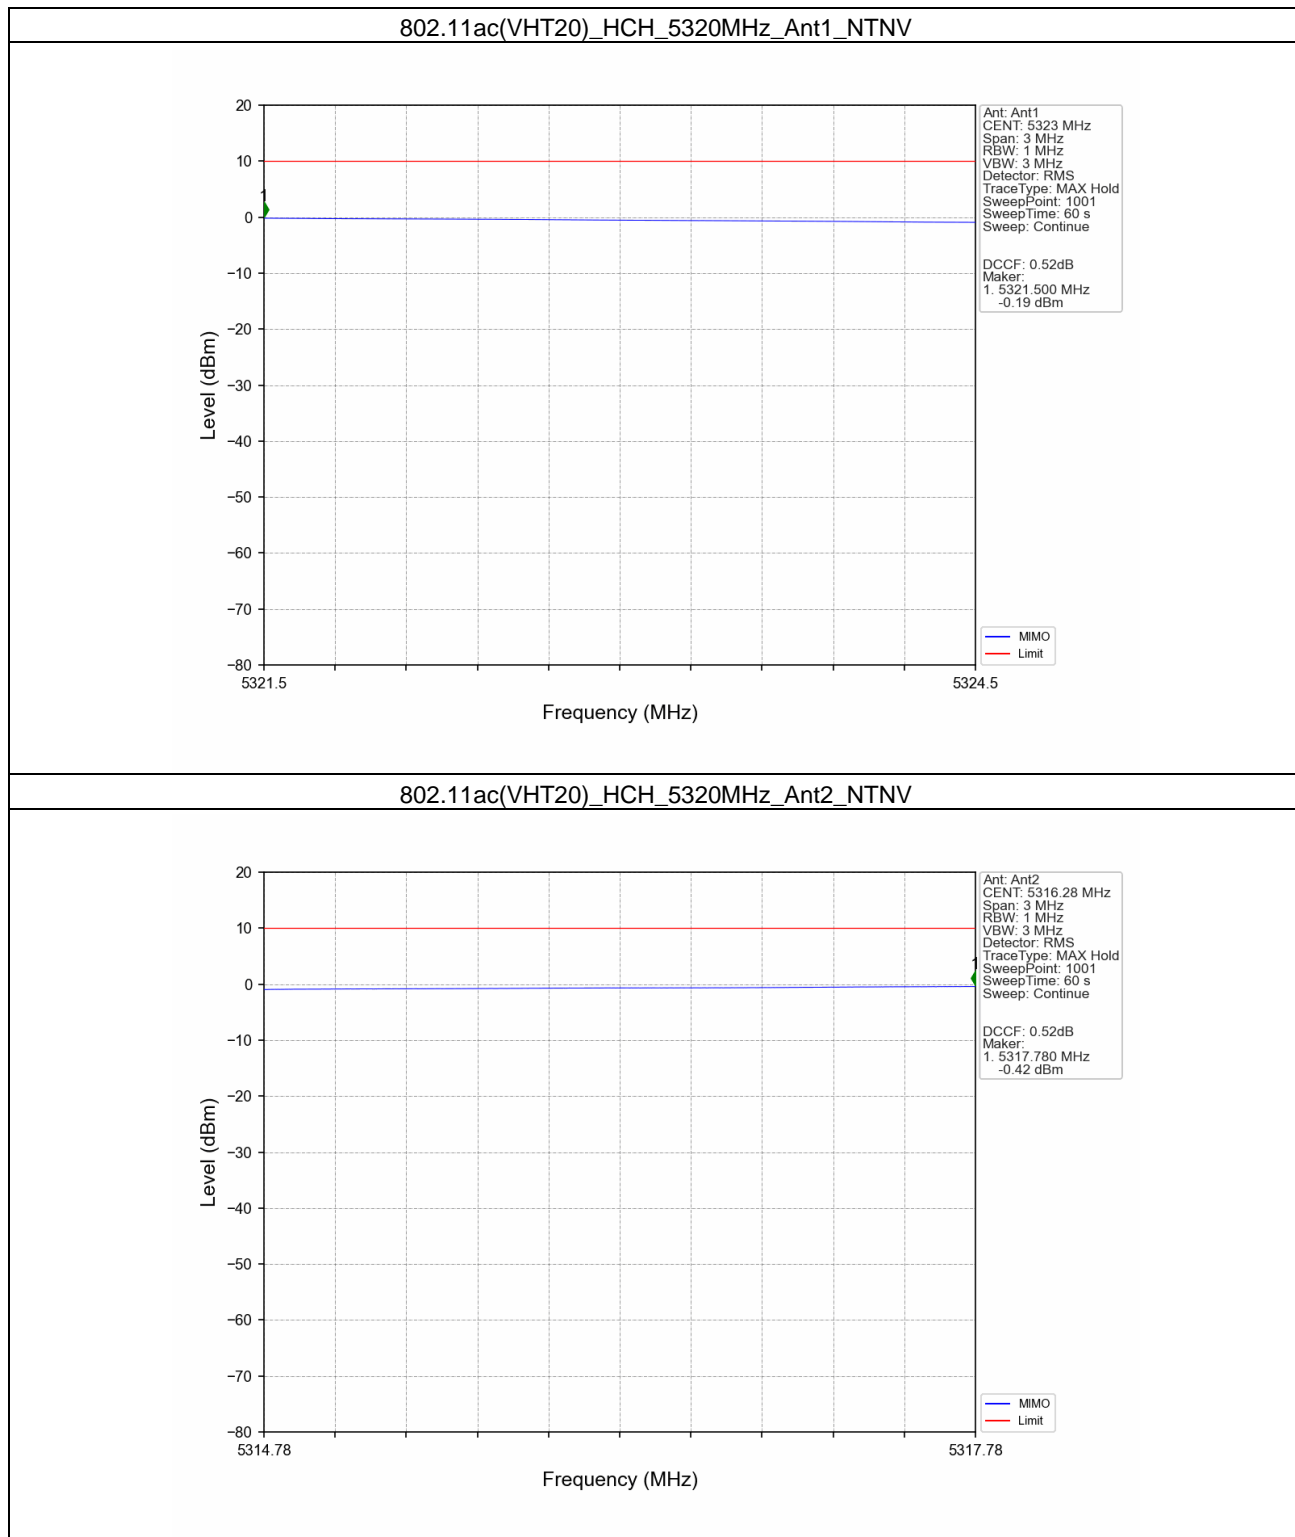 802.11ac(VHT20)_HCH_5320MHz_Ant1_NTNV
20
10
0
−10
−20
−30
−40
−50
−60
−70
−80
Level (dBm)
1
5321.5
5324.5
Frequency (MHz)
Ant: Ant1
CENT: 5323 MHz
Span: 3 MHz
RBW: 1 MHz
VBW: 3 MHz
Detector: RMS
TraceType: MAX Hold
SweepPoint: 1001
SweepTime: 60 s
Sweep: Continue
DCCF: 0.52dB
Maker:
1. 5321.500 MHz
-0.19 dBm
MIMO
Limit
802.11ac(VHT20)_HCH_5320MHz_Ant2_NTNV
20
10
0
−10
−20
−30
−40
−50
−60
−70
−80
Level (dBm)
1
5314.78
5317.78
Frequency (MHz)
Ant: Ant2
CENT: 5316.28 MHz
Span: 3 MHz
RBW: 1 MHz
VBW: 3 MHz
Detector: RMS
TraceType: MAX Hold
SweepPoint: 1001
SweepTime: 60 s
Sweep: Continue
DCCF: 0.52dB
Maker:
1. 5317.780 MHz
-0.42 dBm
MIMO
Limit